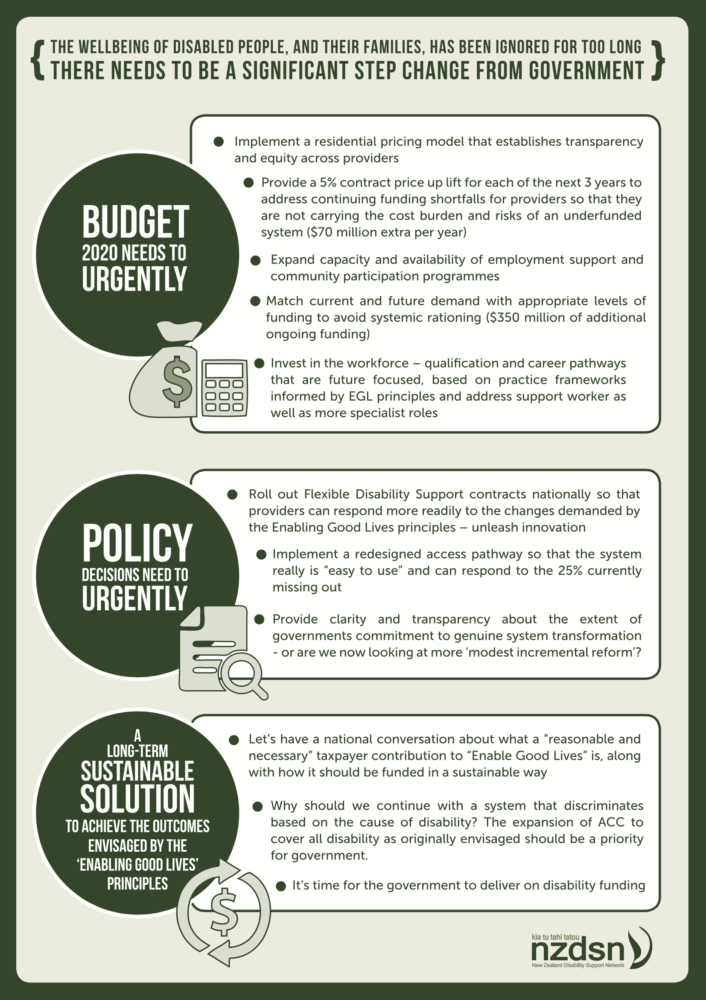 { THE WELLBEING OF DISABLED PEOPLE, AND THEIR FAMILIES, HAS BEEN IGNORED FOR TOO LONG
THERE NEEDS TO BE A SIGNIFICANT STEP CHANGE FROM GOVERNMENT }
BUDGET
2020 NEEDS TO
URGENTLY
$
● Implement a residential pricing model that establishes transparency
and equity across providers
● Provide a 5% contract price up lift for each of the next 3 years to
address continuing funding shortfalls for providers so that they
are not carrying the cost burden and risks of an underfunded
system ($70 million extra per year)
● Expand capacity and availability of employment support and
community participation programmes
● Match current and future demand with appropriate levels of
funding to avoid systemic rationing ($350 million of additional
ongoing funding)
● Invest in the workforce – qualification and career pathways
that are future focused, based on practice frameworks
informed by EGL principles and address support worker as
well as more specialist roles
POLICY
DECISIONS NEED TO
URGENTLY
● Roll out Flexible Disability Support contracts nationally so that
providers can respond more readily to the changes demanded by
the Enabling Good Lives principles – unleash innovation
● Implement a redesigned access pathway so that the system
really is “easy to use” and can respond to the 25% currently
missing out
● Provide clarity and transparency about the extent of
governments commitment to genuine system transformation
- or are we now looking at more ‘modest incremental reform’?
A
LONG-TERM
SUSTAINABLE
SOLUTION
TO ACHIEVE THE OUTCOMES
ENVISAGED BY THE
‘ENABLING GOOD LIVES’
PRINCIPLES
$
● Let’s have a national conversation about what a “reasonable and
necessary” taxpayer contribution to “Enable Good Lives” is, along
with how it should be funded in a sustainable way
● Why should we continue with a system that discriminates
based on the cause of disability? The expansion of ACC to
cover all disability as originally envisaged should be a priority
for government.
● It’s time for the government to deliver on disability funding
kia tu tahi tatou
nzdsn
New Zealand Disability Support Network